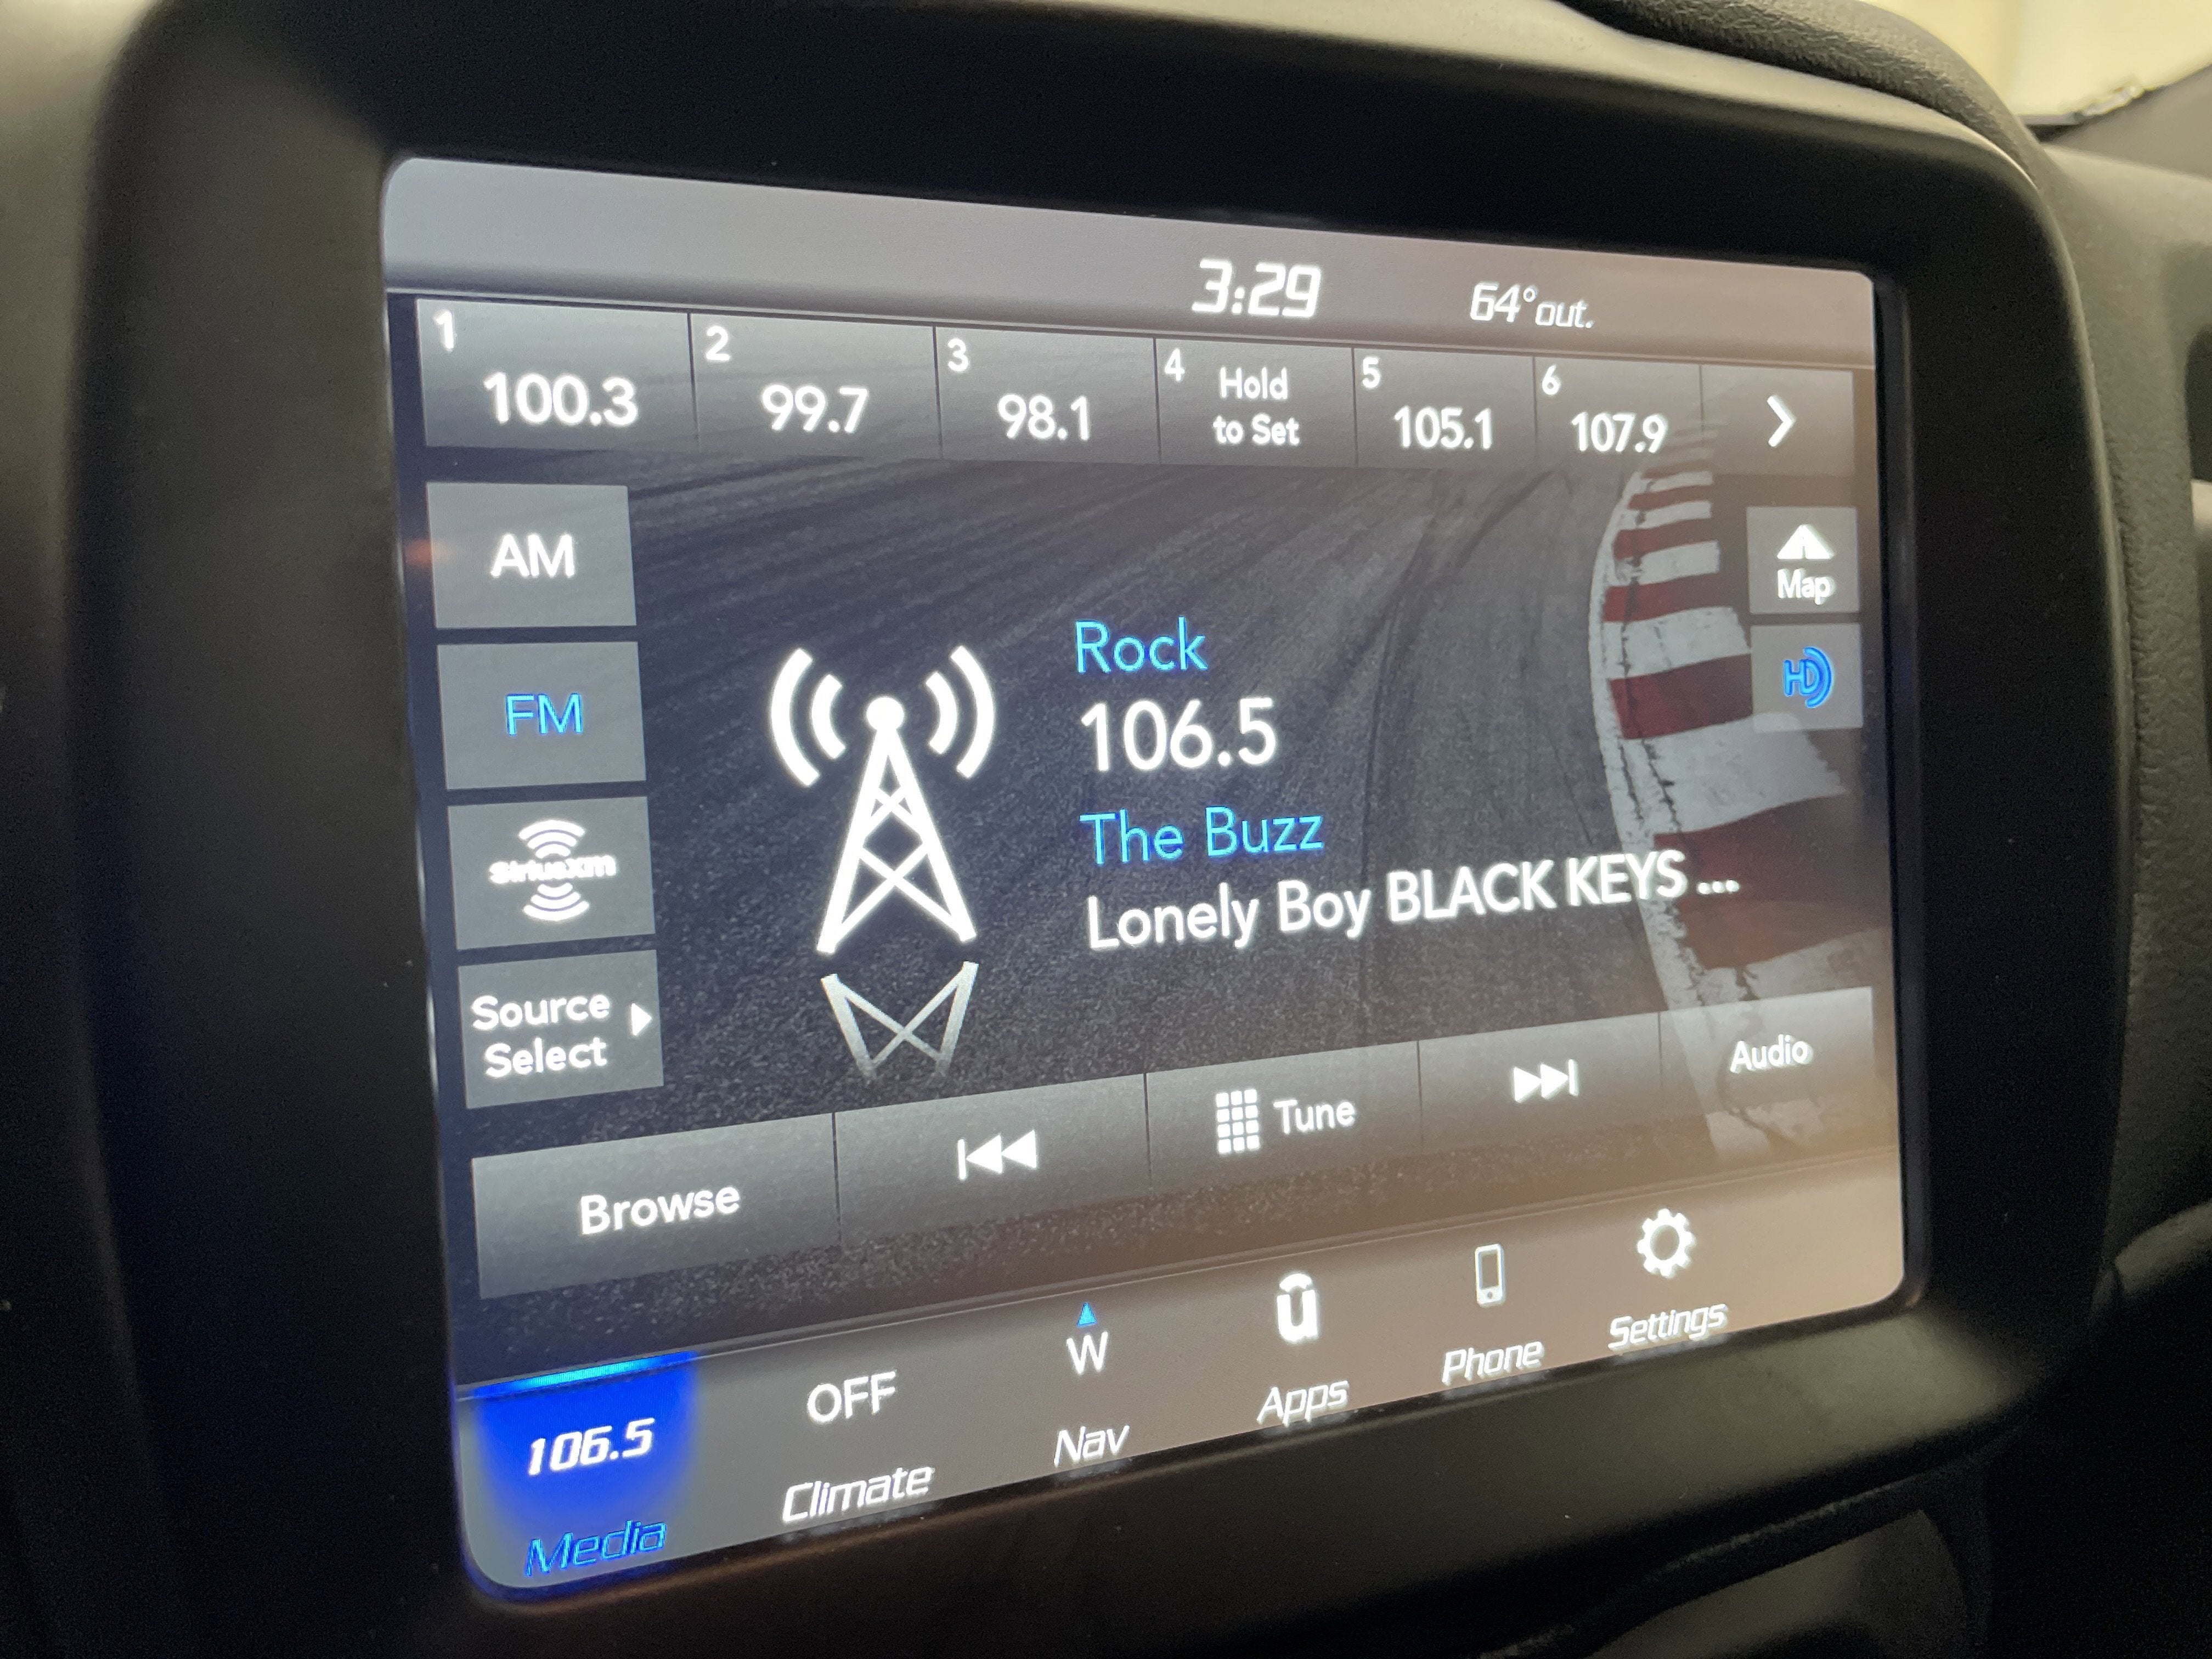 3:29 64° out.
1 2 3 4 Hold 5 6
100.3 99.7 98.1 to Set 105.1 107.9
AM
Map
FM
HD
Rock
106.5
The Buzz
Lonely Boy BLACK KEYS ...
SiriusXM
Source
Select
Browse Tune Audio
106.5 OFF W u
Media Climate Nav Apps Phone Settings